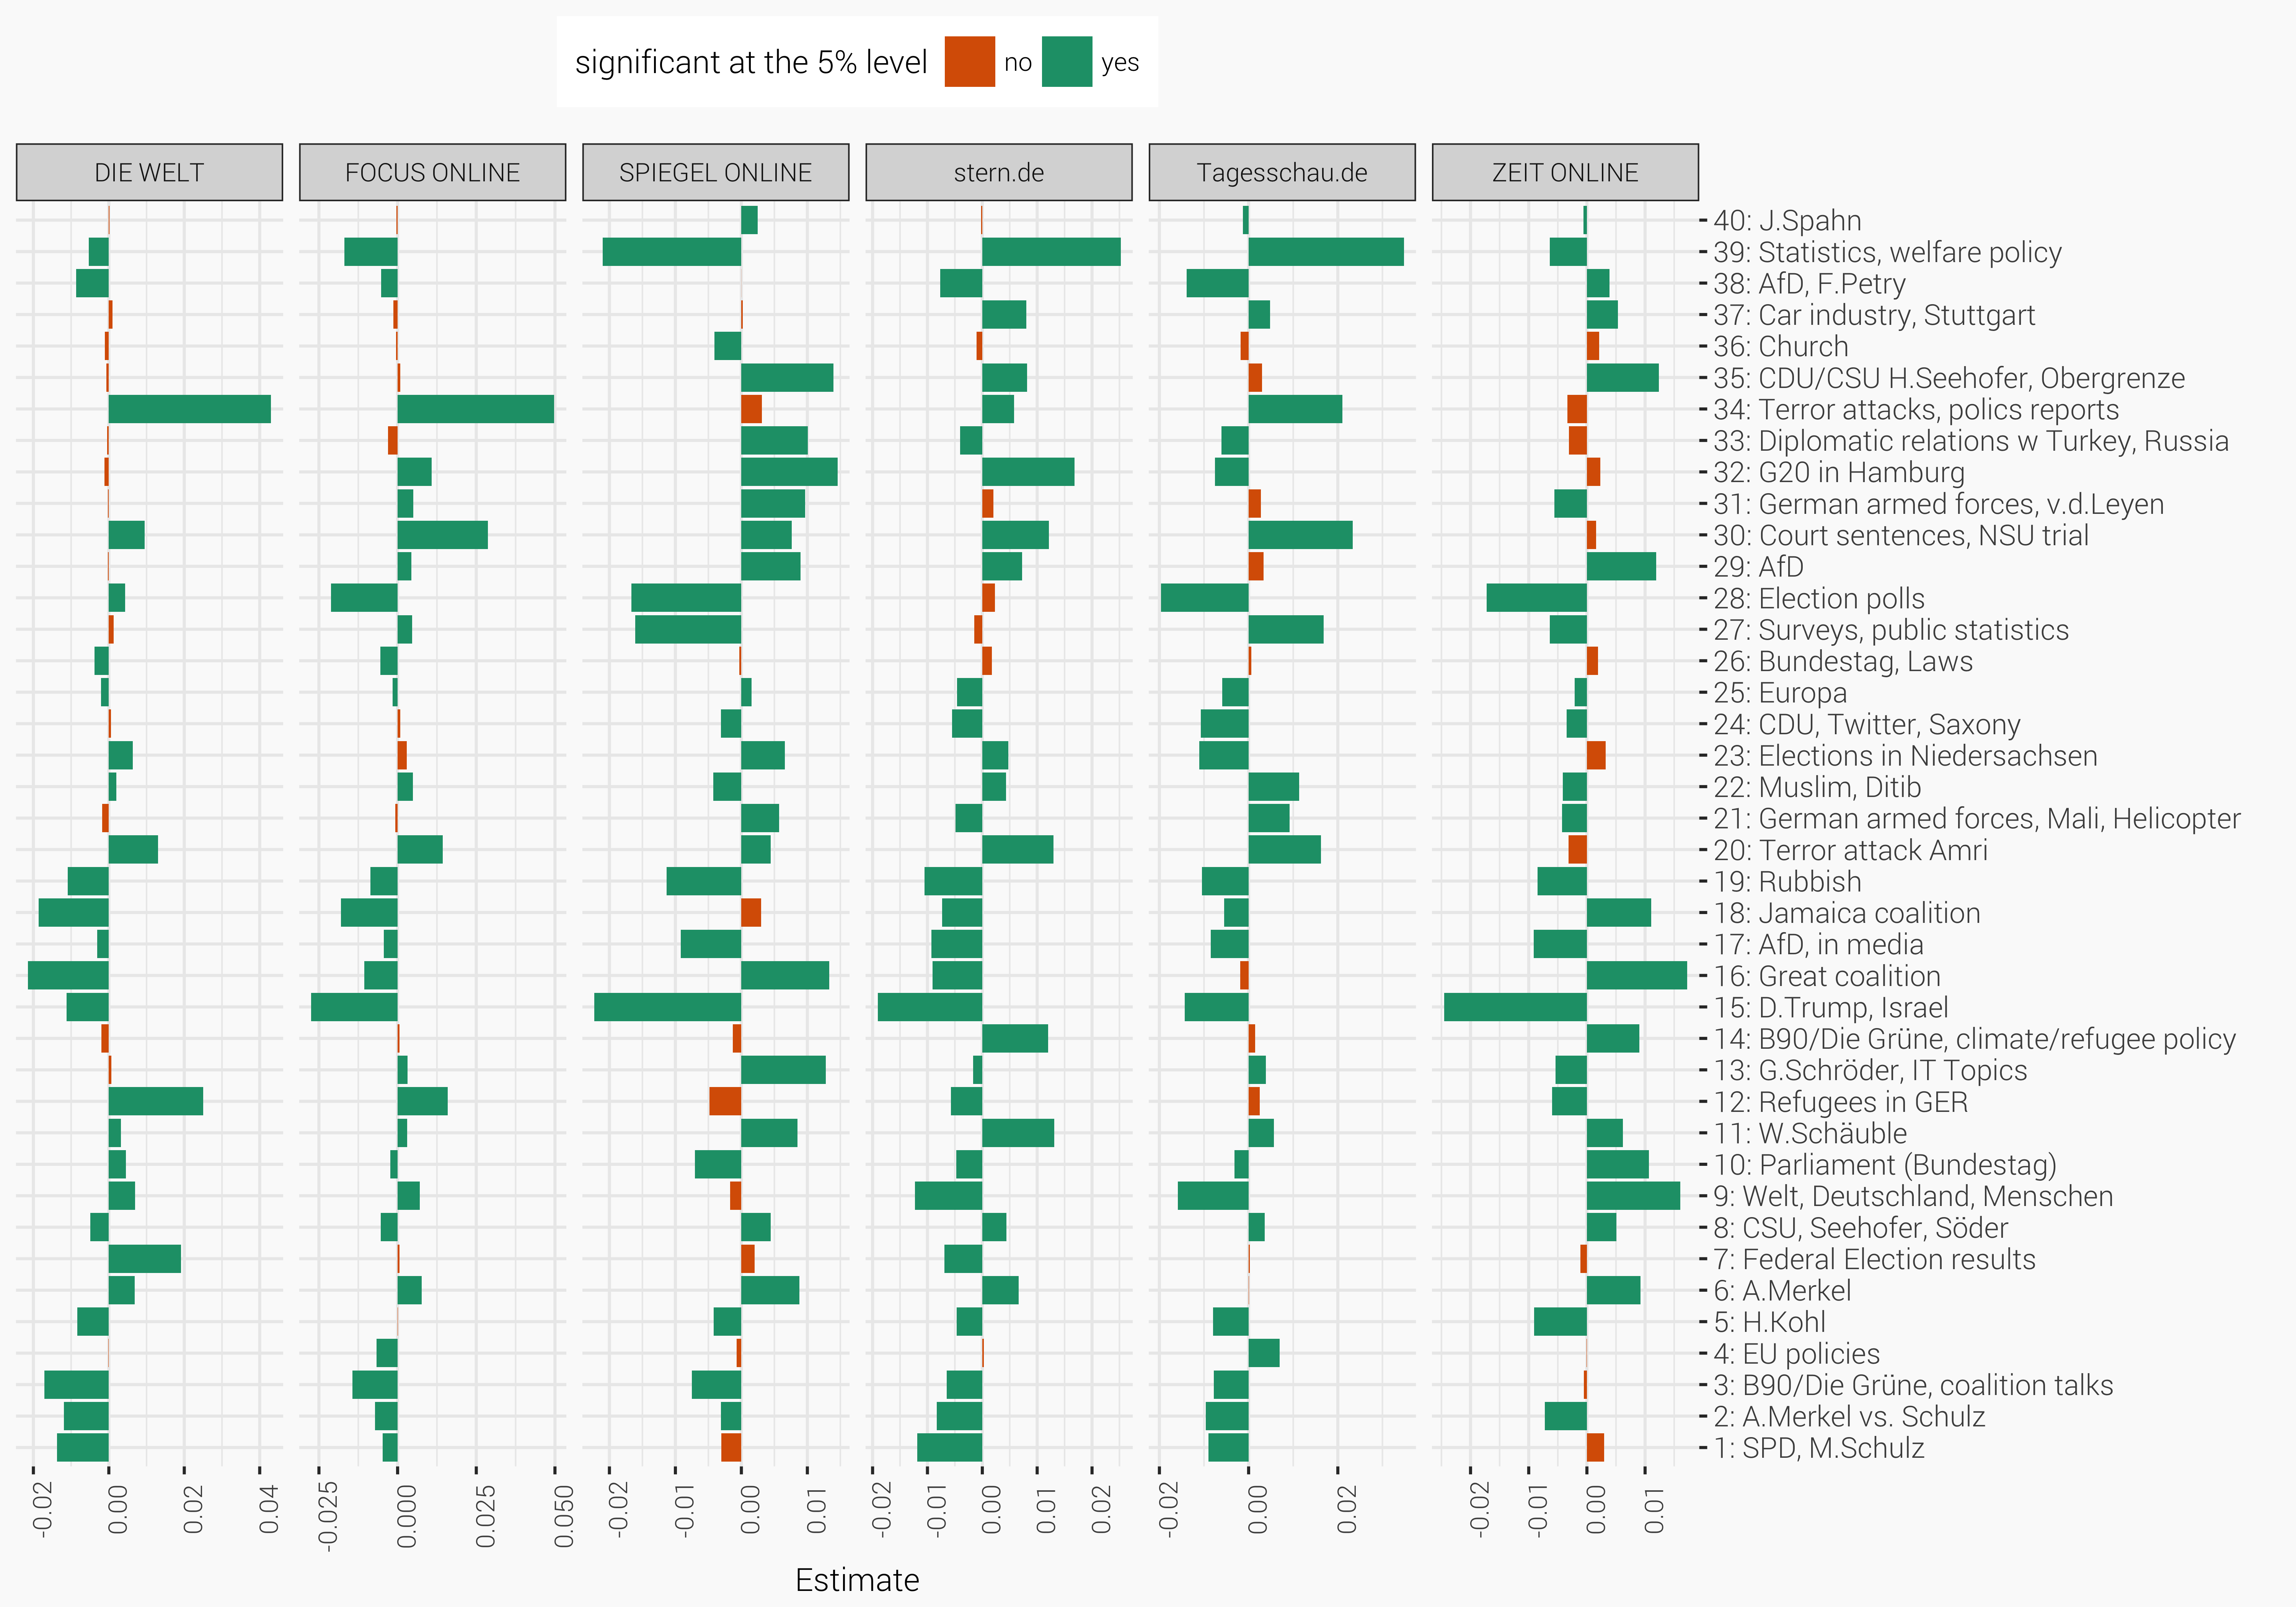 significant at the 5% level no yes
DIE WELT FOCUS ONLINE SPIEGEL ONLINE stern.de Tagesschau.de ZEIT ONLINE
40: J.Spahn
39: Statistics, welfare policy
38: AfD, F.Petry
37: Car industry, Stuttgart
36: Church
35: CDU/CSU H.Seehofer, Obergrenze
34: Terror attacks, polics reports
33: Diplomatic relations w Turkey, Russia
32: G20 in Hamburg
31: German armed forces, v.d.Leyen
30: Court sentences, NSU trial
29: AfD
28: Election polls
27: Surveys, public statistics
26: Bundestag, Laws
25: Europa
24: CDU, Twitter, Saxony
23: Elections in Niedersachsen
22: Muslim, Ditib
21: German armed forces, Mali, Helicopter
20: Terror attack Amri
19: Rubbish
18: Jamaica coalition
17: AfD, in media
16: Great coalition
15: D.Trump, Israel
14: B90/Die Grüne, climate/refugee policy
13: G.Schröder, IT Topics
12: Refugees in GER
11: W.Schäuble
10: Parliament (Bundestag)
9: Welt, Deutschland, Menschen
8: CSU, Seehofer, Söder
7: Federal Election results
6: A.Merkel
5: H.Kohl
4: EU policies
3: B90/Die Grüne, coalition talks
2: A.Merkel vs. Schulz
1: SPD, M.Schulz
-0.02 0.00 0.02 0.04 -0.025 0.000 0.025 0.050 -0.02 -0.01 0.00 0.01 -0.02 -0.01 0.00 0.01 0.02 -0.02 0.00 0.02 -0.02 -0.01 0.00 0.01
Estimate